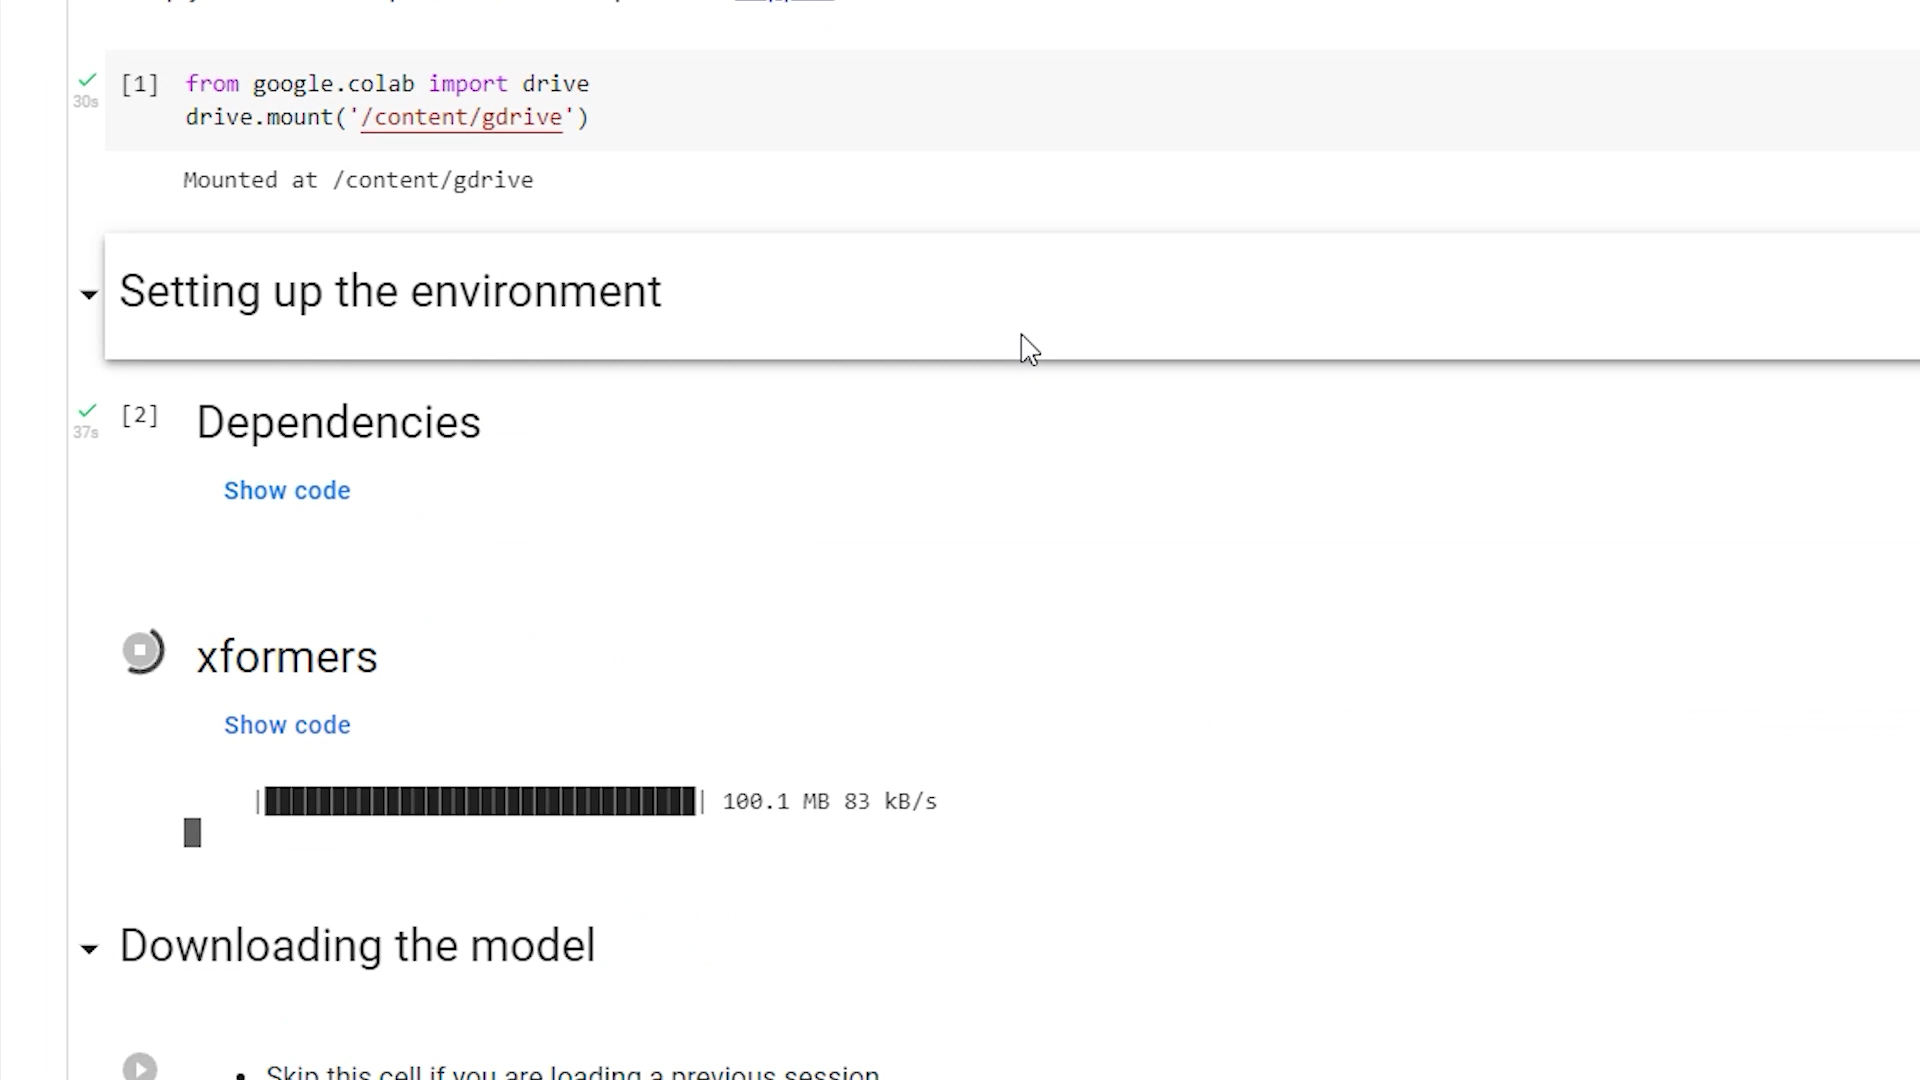 [1] from google.colab import drive
30s drive.mount('/content/gdrive')
Mounted at /content/gdrive
Setting up the environment
[2] Dependencies
37s
Show code
xformers
Show code
100.1 MB 83 kB/s
Downloading the model
Skip this cell if you are loading a previous session